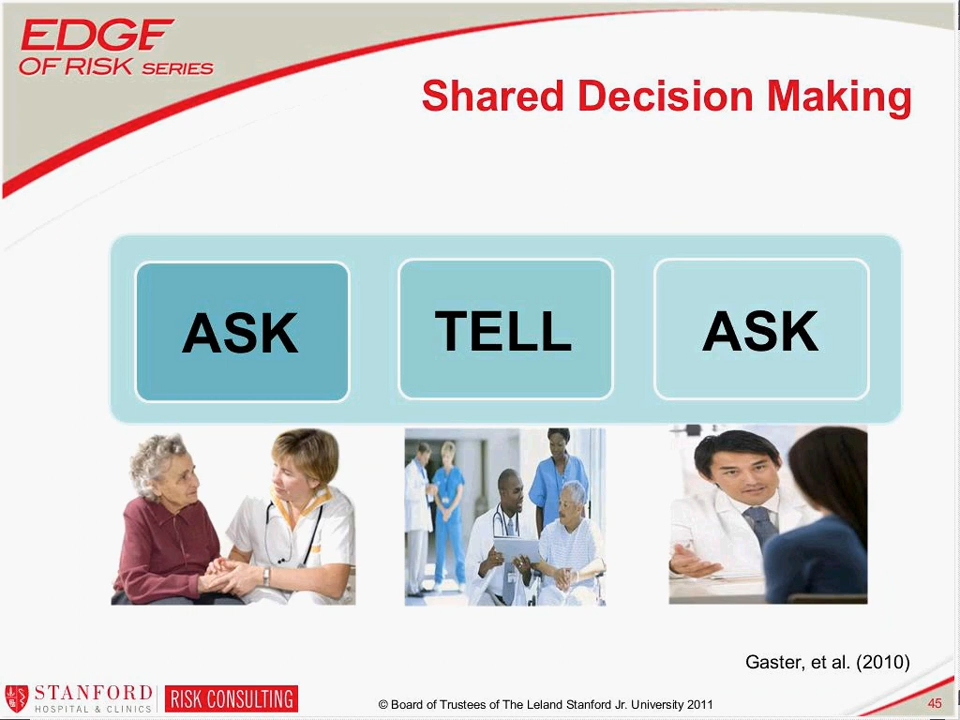 EDGE
OF RISK SERIES
Shared Decision Making
ASK
TELL
ASK
Gaster, et al. (2010)
STANFORD
HOSPITAL & CLINICS
RISK CONSULTING
© Board of Trustees of The Leland Stanford Jr. University 2011
45